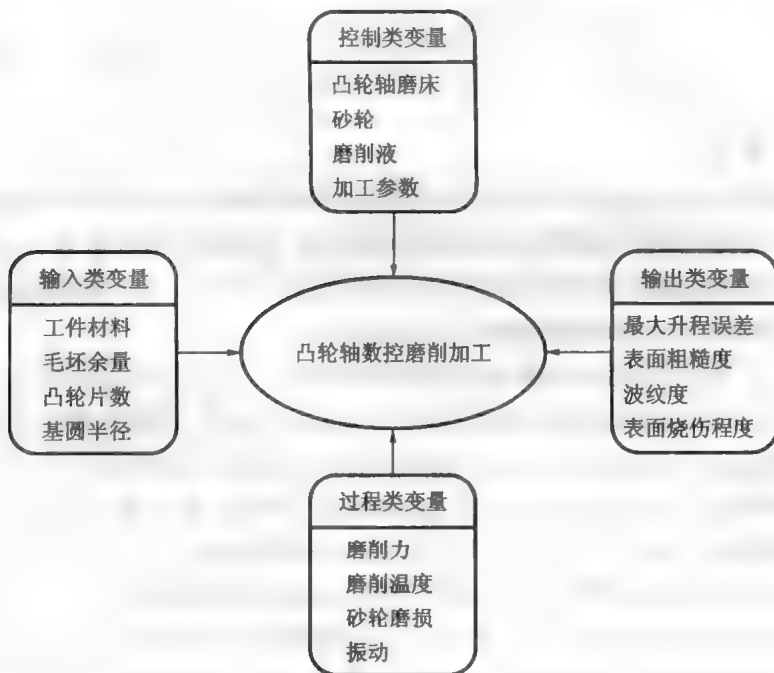 控制类变量
凸轮轴磨床
砂轮
磨削液
加工参数
输入类变量
工件材料
毛坯余量
凸轮片数
基圆半径
凸轮轴数控磨削加工
输出类变量
最大升程误差
表面粗糙度
波纹度
表面烧伤程度
过程类变量
磨削力
磨削温度
砂轮磨损
振动